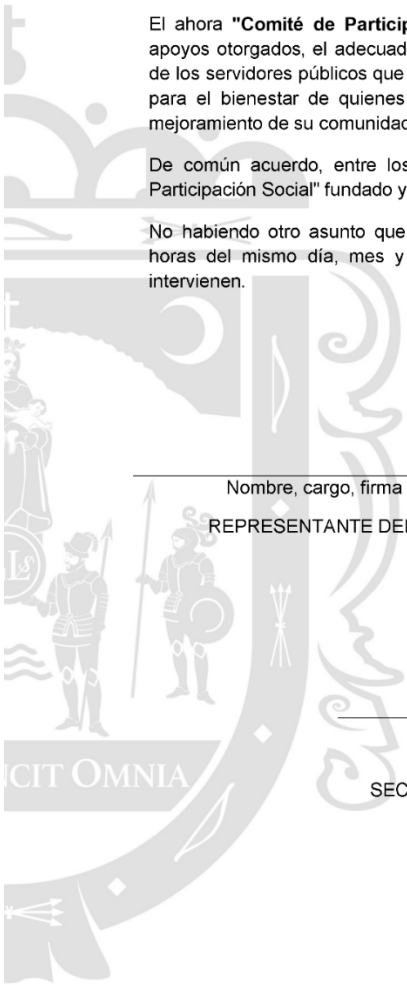 El ahora "Comité de Particip
apoyos otorgados, el adecuad
de los servidores públicos que
para el bienestar de quienes
mejoramiento de su comunidad
De común acuerdo, entre los
Participación Social" fundado y
No habiendo otro asunto que
horas del mismo día, mes y
intervienen.
Nombre, cargo, firma
REPRESENTANTE DEL
SEC
CIT OMNIA